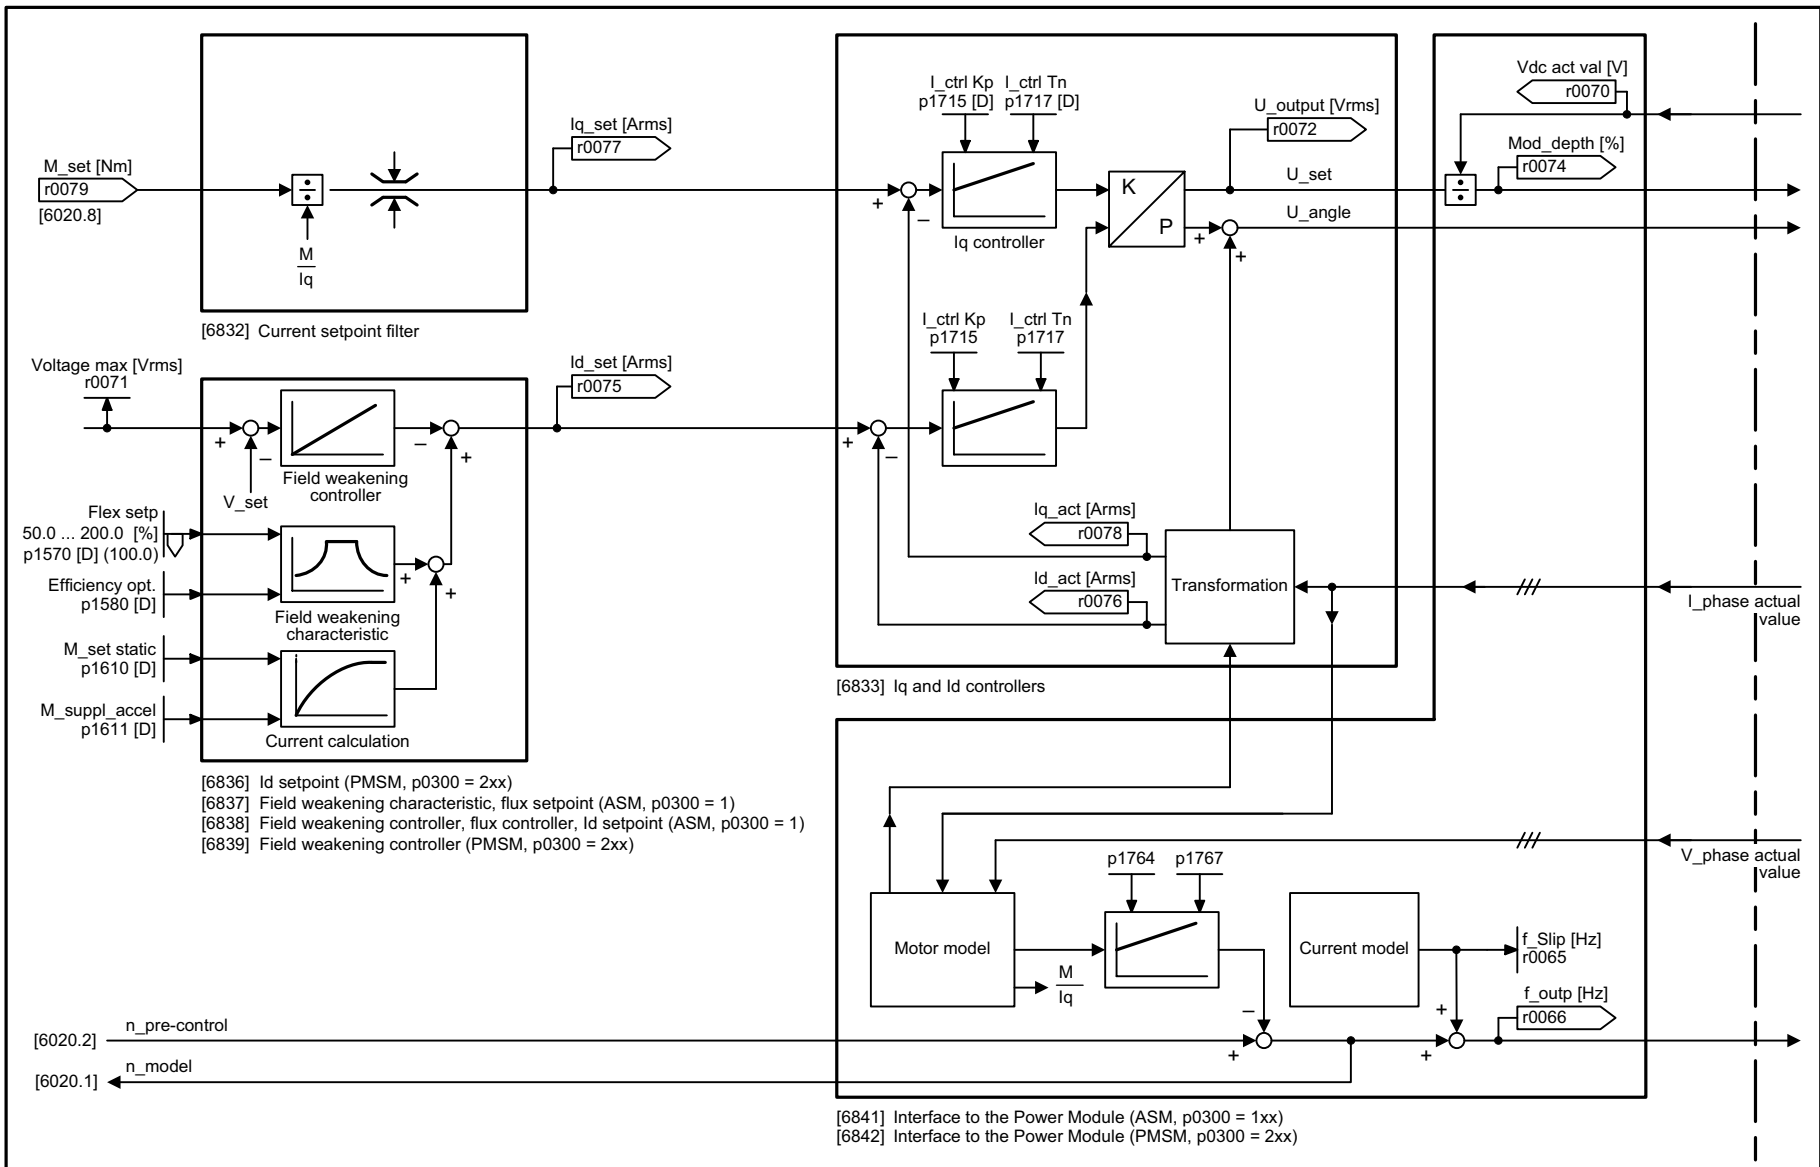 M_set [Nm]
r0079
[6020.8]
M
Iq
[6832] Current setpoint filter
Iq_set [Arms]
r0077
Voltage max [Vrms]
r0071
+
–
V_set
Field weakening
controller
–
+
Id_set [Arms]
r0075
Flex setp
50.0 ... 200.0 [%]
p1570 [D] (100.0)
Efficiency opt.
p1580 [D]
Field weakening
characteristic
+
+
M_set static
p1610 [D]
M_suppl_accel
p1611 [D]
Current calculation
[6836] Id setpoint (PMSM, p0300 = 2xx)
[6837] Field weakening characteristic, flux setpoint (ASM, p0300 = 1)
[6838] Field weakening controller, flux controller, Id setpoint (ASM, p0300 = 1)
[6839] Field weakening controller (PMSM, p0300 = 2xx)
I_ctrl Kp
p1715 [D]
I_ctrl Tn
p1717 [D]
+
–
Iq controller
K
P
U_output [Vrms]
r0072
U_set
U_angle
+
+
Vdc act val [V]
r0070
Mod_depth [%]
r0074
÷
÷
I_ctrl Kp
p1715
I_ctrl Tn
p1717
+
–
Iq_act [Arms]
r0078
Id_act [Arms]
r0076
Transformation
I_phase actual
value
[6833] Iq and Id controllers
V_phase actual
value
p1764
p1767
Motor model
M
Iq
Current model
f_Slip [Hz]
r0065
f_outp [Hz]
r0066
–
+
+
+
[6020.2]
n_pre-control
[6020.1]
n_model
[6841] Interface to the Power Module (ASM, p0300 = 1xx)
[6842] Interface to the Power Module (PMSM, p0300 = 2xx)